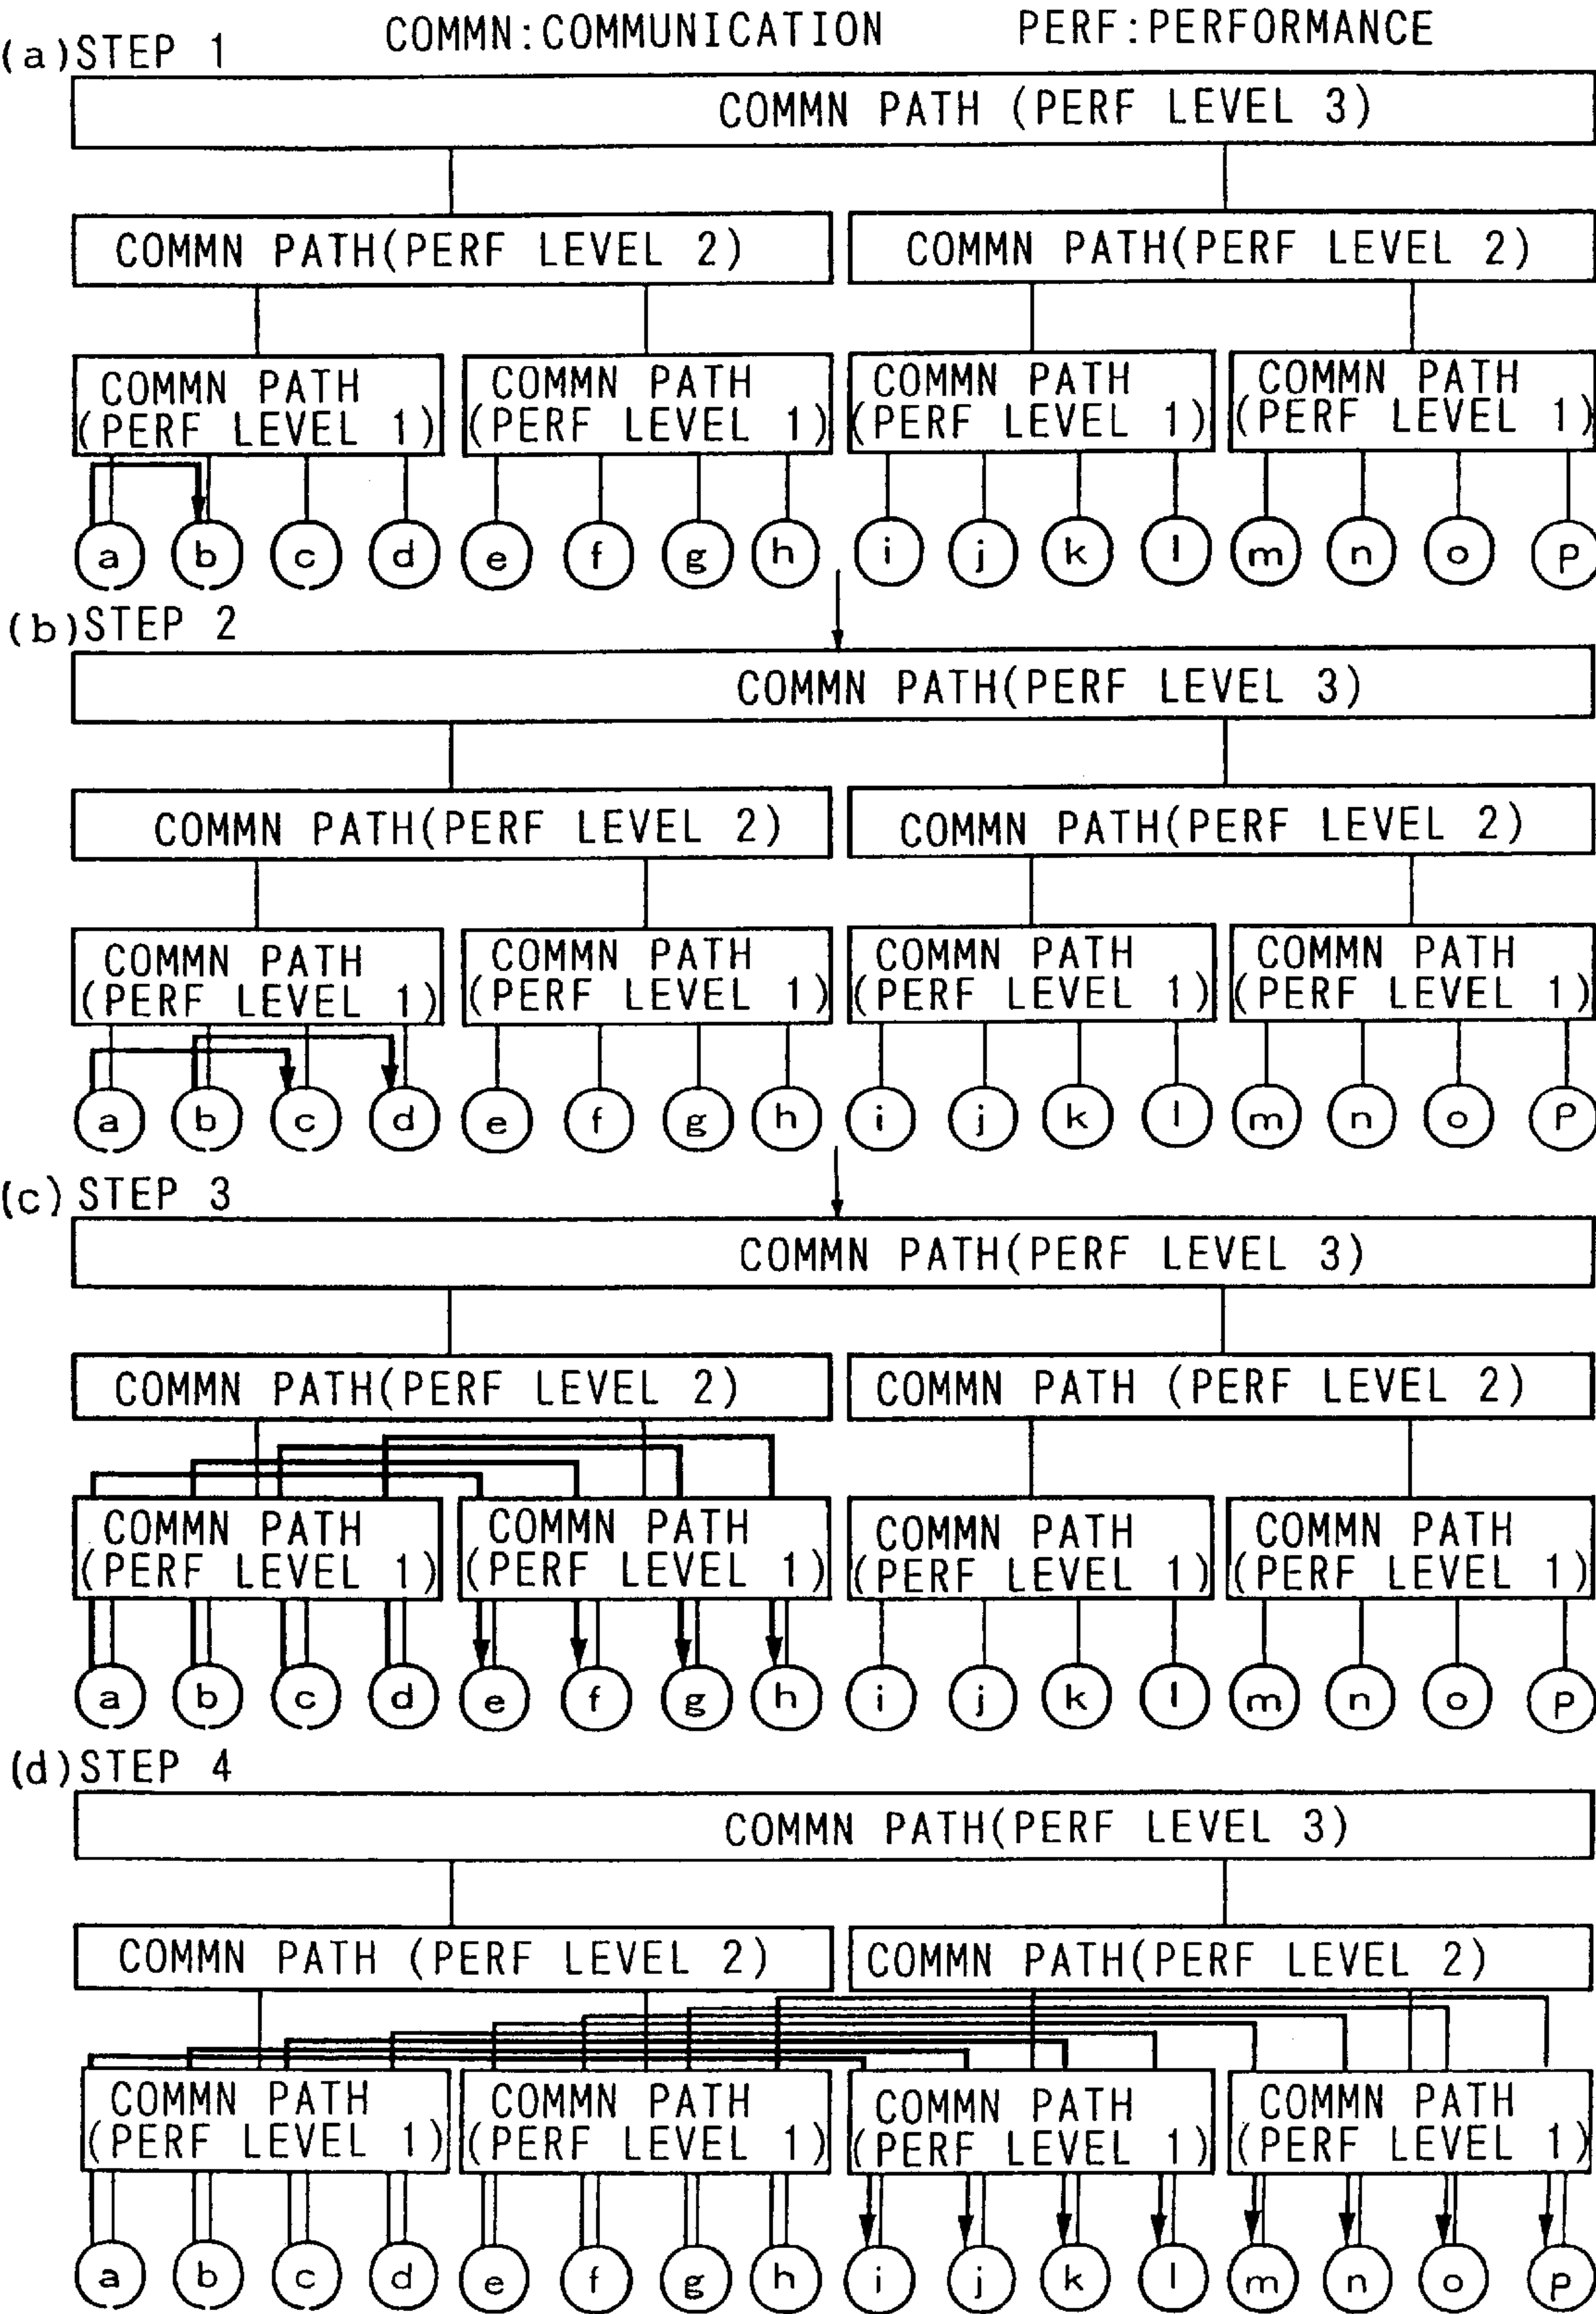 COMMN:COMMUNICATION PERF:PERFORMANCE
(a)STEP 1
COMMN PATH (PERF LEVEL 3)
COMMN PATH(PERF LEVEL 2) COMMN PATH(PERF LEVEL 2)
COMMN PATH COMMN PATH COMMN PATH COMMN PATH
(PERF LEVEL 1) (PERF LEVEL 1) (PERF LEVEL 1) (PERF LEVEL 1)
a b c d e f g h i j k l m n o p
(b)STEP 2
COMMN PATH(PERF LEVEL 3)
COMMN PATH(PERF LEVEL 2) COMMN PATH(PERF LEVEL 2)
COMMN PATH COMMN PATH COMMN PATH COMMN PATH
(PERF LEVEL 1) (PERF LEVEL 1) (PERF LEVEL 1) (PERF LEVEL 1)
a b c d e f g h i j k l m n o p
(c) STEP 3
COMMN PATH(PERF LEVEL 3)
COMMN PATH(PERF LEVEL 2) COMMN PATH (PERF LEVEL 2)
COMMN PATH COMMN PATH COMMN PATH COMMN PATH
(PERF LEVEL 1) (PERF LEVEL 1) (PERF LEVEL 1) (PERF LEVEL 1)
a b c d e f g h i j k l m n o p
(d)STEP 4
COMMN PATH(PERF LEVEL 3)
COMMN PATH (PERF LEVEL 2) COMMN PATH(PERF LEVEL 2)
COMMN PATH COMMN PATH COMMN PATH COMMN PATH
(PERF LEVEL 1) (PERF LEVEL 1) (PERF LEVEL 1) (PERF LEVEL 1)
a b c d e f g h i j k l m n o p